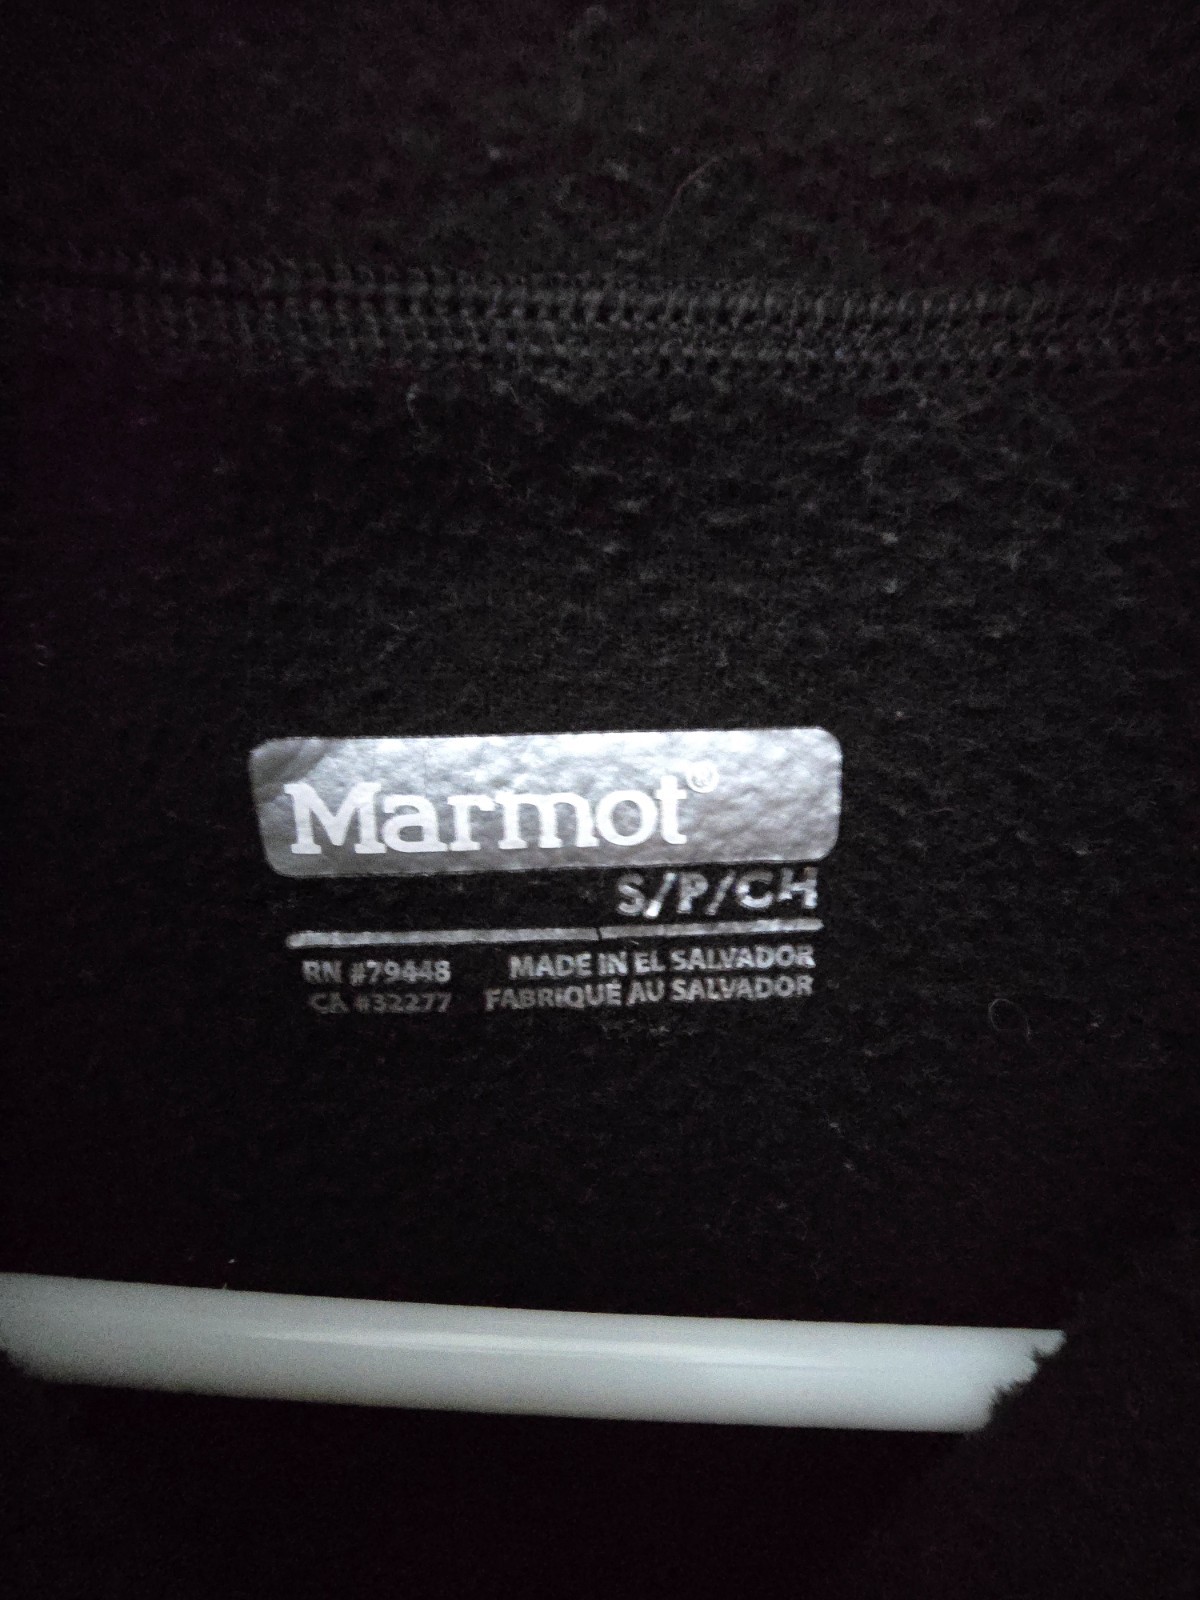 Marmot®
S/P/CH
RN #79448 MADE IN EL SALVADOR
CA #32277 FABRIQUÉ AU SALVADOR